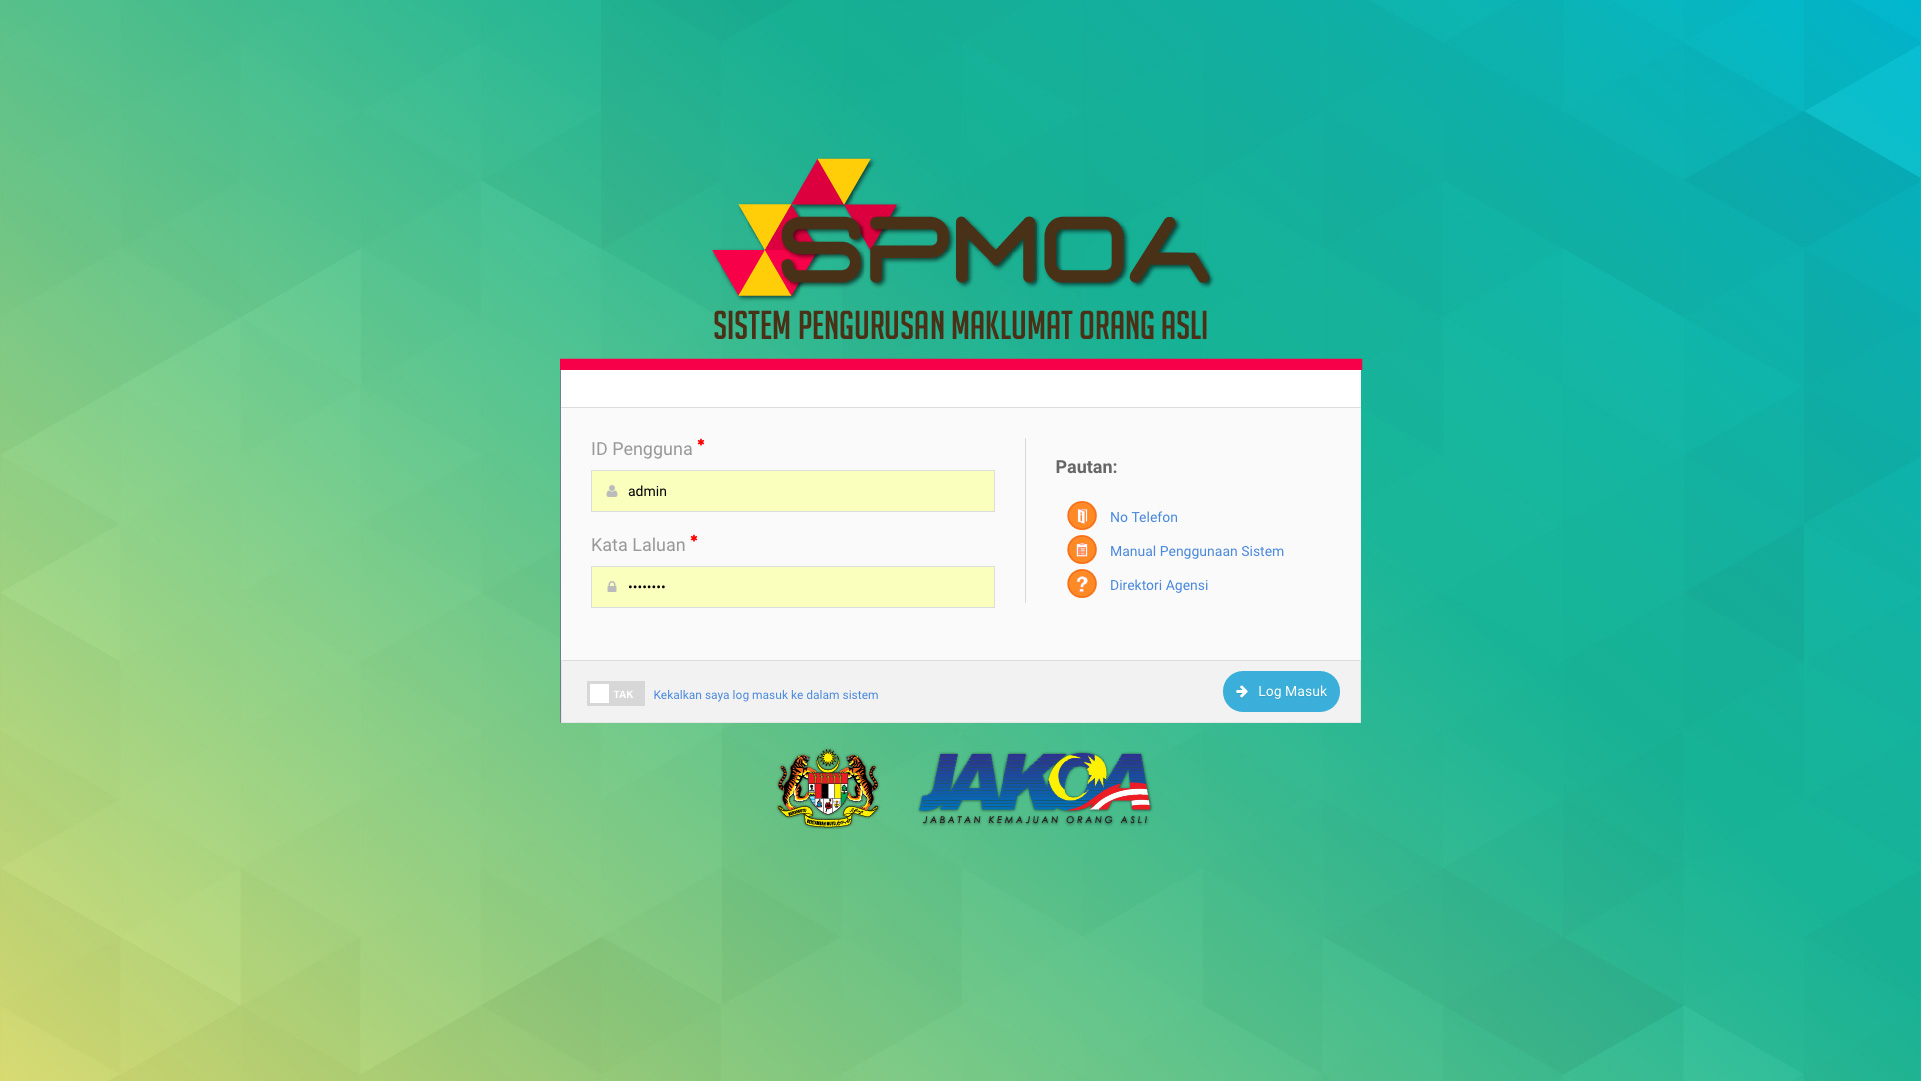 SPMOA
SISTEM PENGURUSAN MAKLUMAT ORANG ASLI
ID Pengguna *
admin
Kata Laluan *
••••••••
Pautan:
No Telefon
Manual Penggunaan Sistem
? Direktori Agensi
TAK Kekalkan saya log masuk ke dalam sistem
Log Masuk
JAKOA
JABATAN KEMAJUAN ORANG ASLI